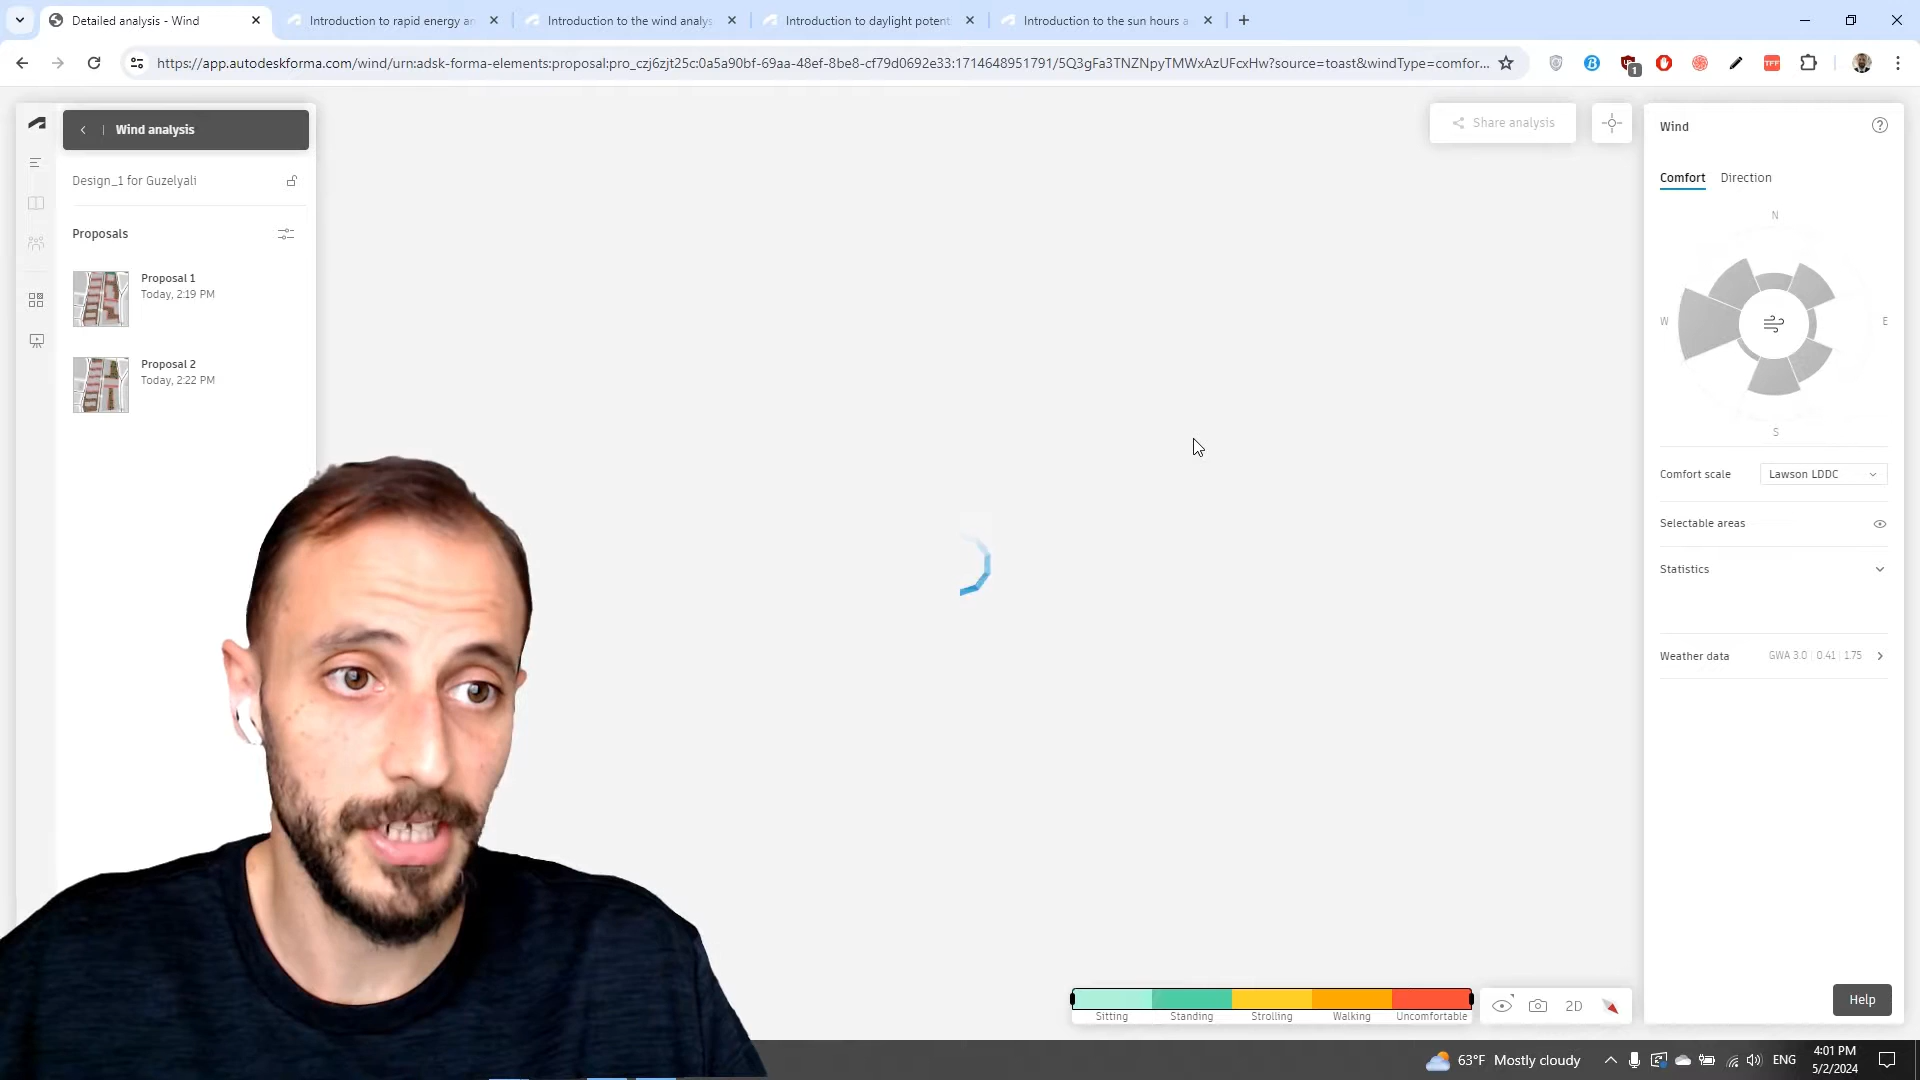 Detailed analysis - Wind
Introduction to rapid energy an
Introduction to the wind analys
Introduction to daylight potent
Introduction to the sun hours a
https://app.autodeskforma.com/wind/urn:adsk-forma-elements:proposal:pro_czj6zjt25c:0a5a90bf-69aa-48ef-8be8-cf79d0692e33:1714648951791/5Q3gFa3TNZNpyTMWxAzUFcxHw?source=toast&windType=comfor...
1
TFF
Wind analysis
Design_1 for Guzelyali
Proposals
Proposal 1
Today, 2:19 PM
Proposal 2
Today, 2:22 PM
Share analysis
Wind
Comfort Direction
N
W
E
S
Comfort scale Lawson LDDC
Selectable areas
Statistics
Weather data GWA 3.0 | 0.41 | 1.75
Sitting Standing Strolling Walking Uncomfortable
2D
Help
63°F Mostly cloudy
ENG
4:01 PM
5/2/2024